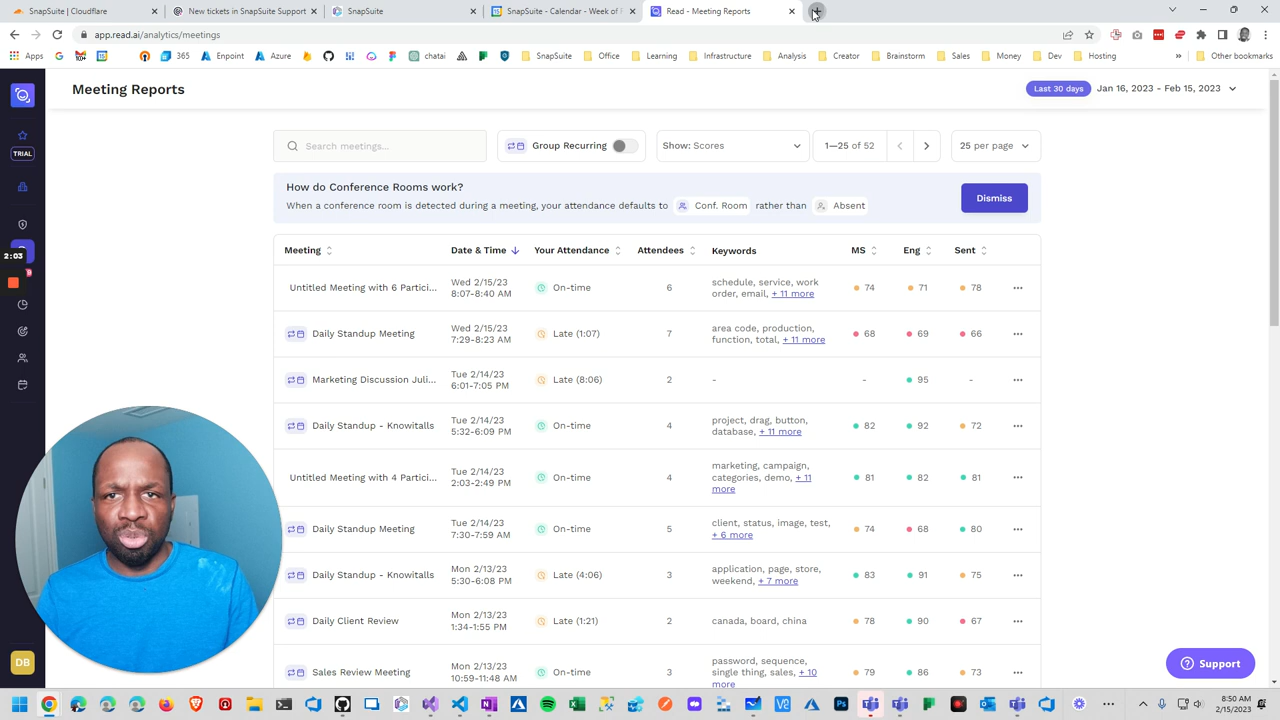 SnapSuite | Cloudflare
New tickets in SnapSuite Support
SnapSuite
SnapSuite - Calendar - Week of
Read - Meeting Reports
app.read.ai/analytics/meetings
Apps
365
Enpoint
Azure
chatai
SnapSuite
Office
Learning
Infrastructure
Analysis
Creator
Brainstorm
Sales
Money
Dev
Hosting
Other bookmarks
Meeting Reports
Last 30 days
Jan 16, 2023 - Feb 15, 2023
TRIAL
Search meetings...
Group Recurring
Show: Scores
1—25 of 52
25 per page
How do Conference Rooms work?
When a conference room is detected during a meeting, your attendance defaults to Conf. Room rather than Absent
Dismiss
2:03
Meeting Date & Time Your Attendance Attendees Keywords MS Eng Sent
Untitled Meeting with 6 Partici... Wed 2/15/23 On-time 6 schedule, service, work 74 71 78
8:07-8:40 AM order, email, + 11 more
Daily Standup Meeting Wed 2/15/23 Late (1:07) 7 area code, production, 68 69 66
7:29-8:23 AM function, total, + 11 more
Marketing Discussion Juli... Tue 2/14/23 Late (8:06) 2 - - 95 -
6:01-7:05 PM
Daily Standup - Knowitalls Tue 2/14/23 On-time 4 project, drag, button, 82 92 72
5:32-6:09 PM database, + 11 more
Untitled Meeting with 4 Partici... Tue 2/14/23 On-time 4 marketing, campaign, 81 82 81
2:03-2:49 PM categories, demo, + 11
more
Daily Standup Meeting Tue 2/14/23 On-time 5 client, status, image, test, 74 68 80
7:30-7:59 AM + 6 more
Daily Standup - Knowitalls Mon 2/13/23 Late (4:06) 3 application, page, store, 83 91 75
5:30-6:08 PM weekend, + 7 more
Daily Client Review Mon 2/13/23 Late (1:21) 2 canada, board, china 78 90 67
1:34-1:55 PM
Sales Review Meeting Mon 2/13/23 On-time 3 password, sequence, 79 86 73
10:59-11:48 AM single thing, sales, + 10
more
DB
Support
8:50 AM
2/15/2023